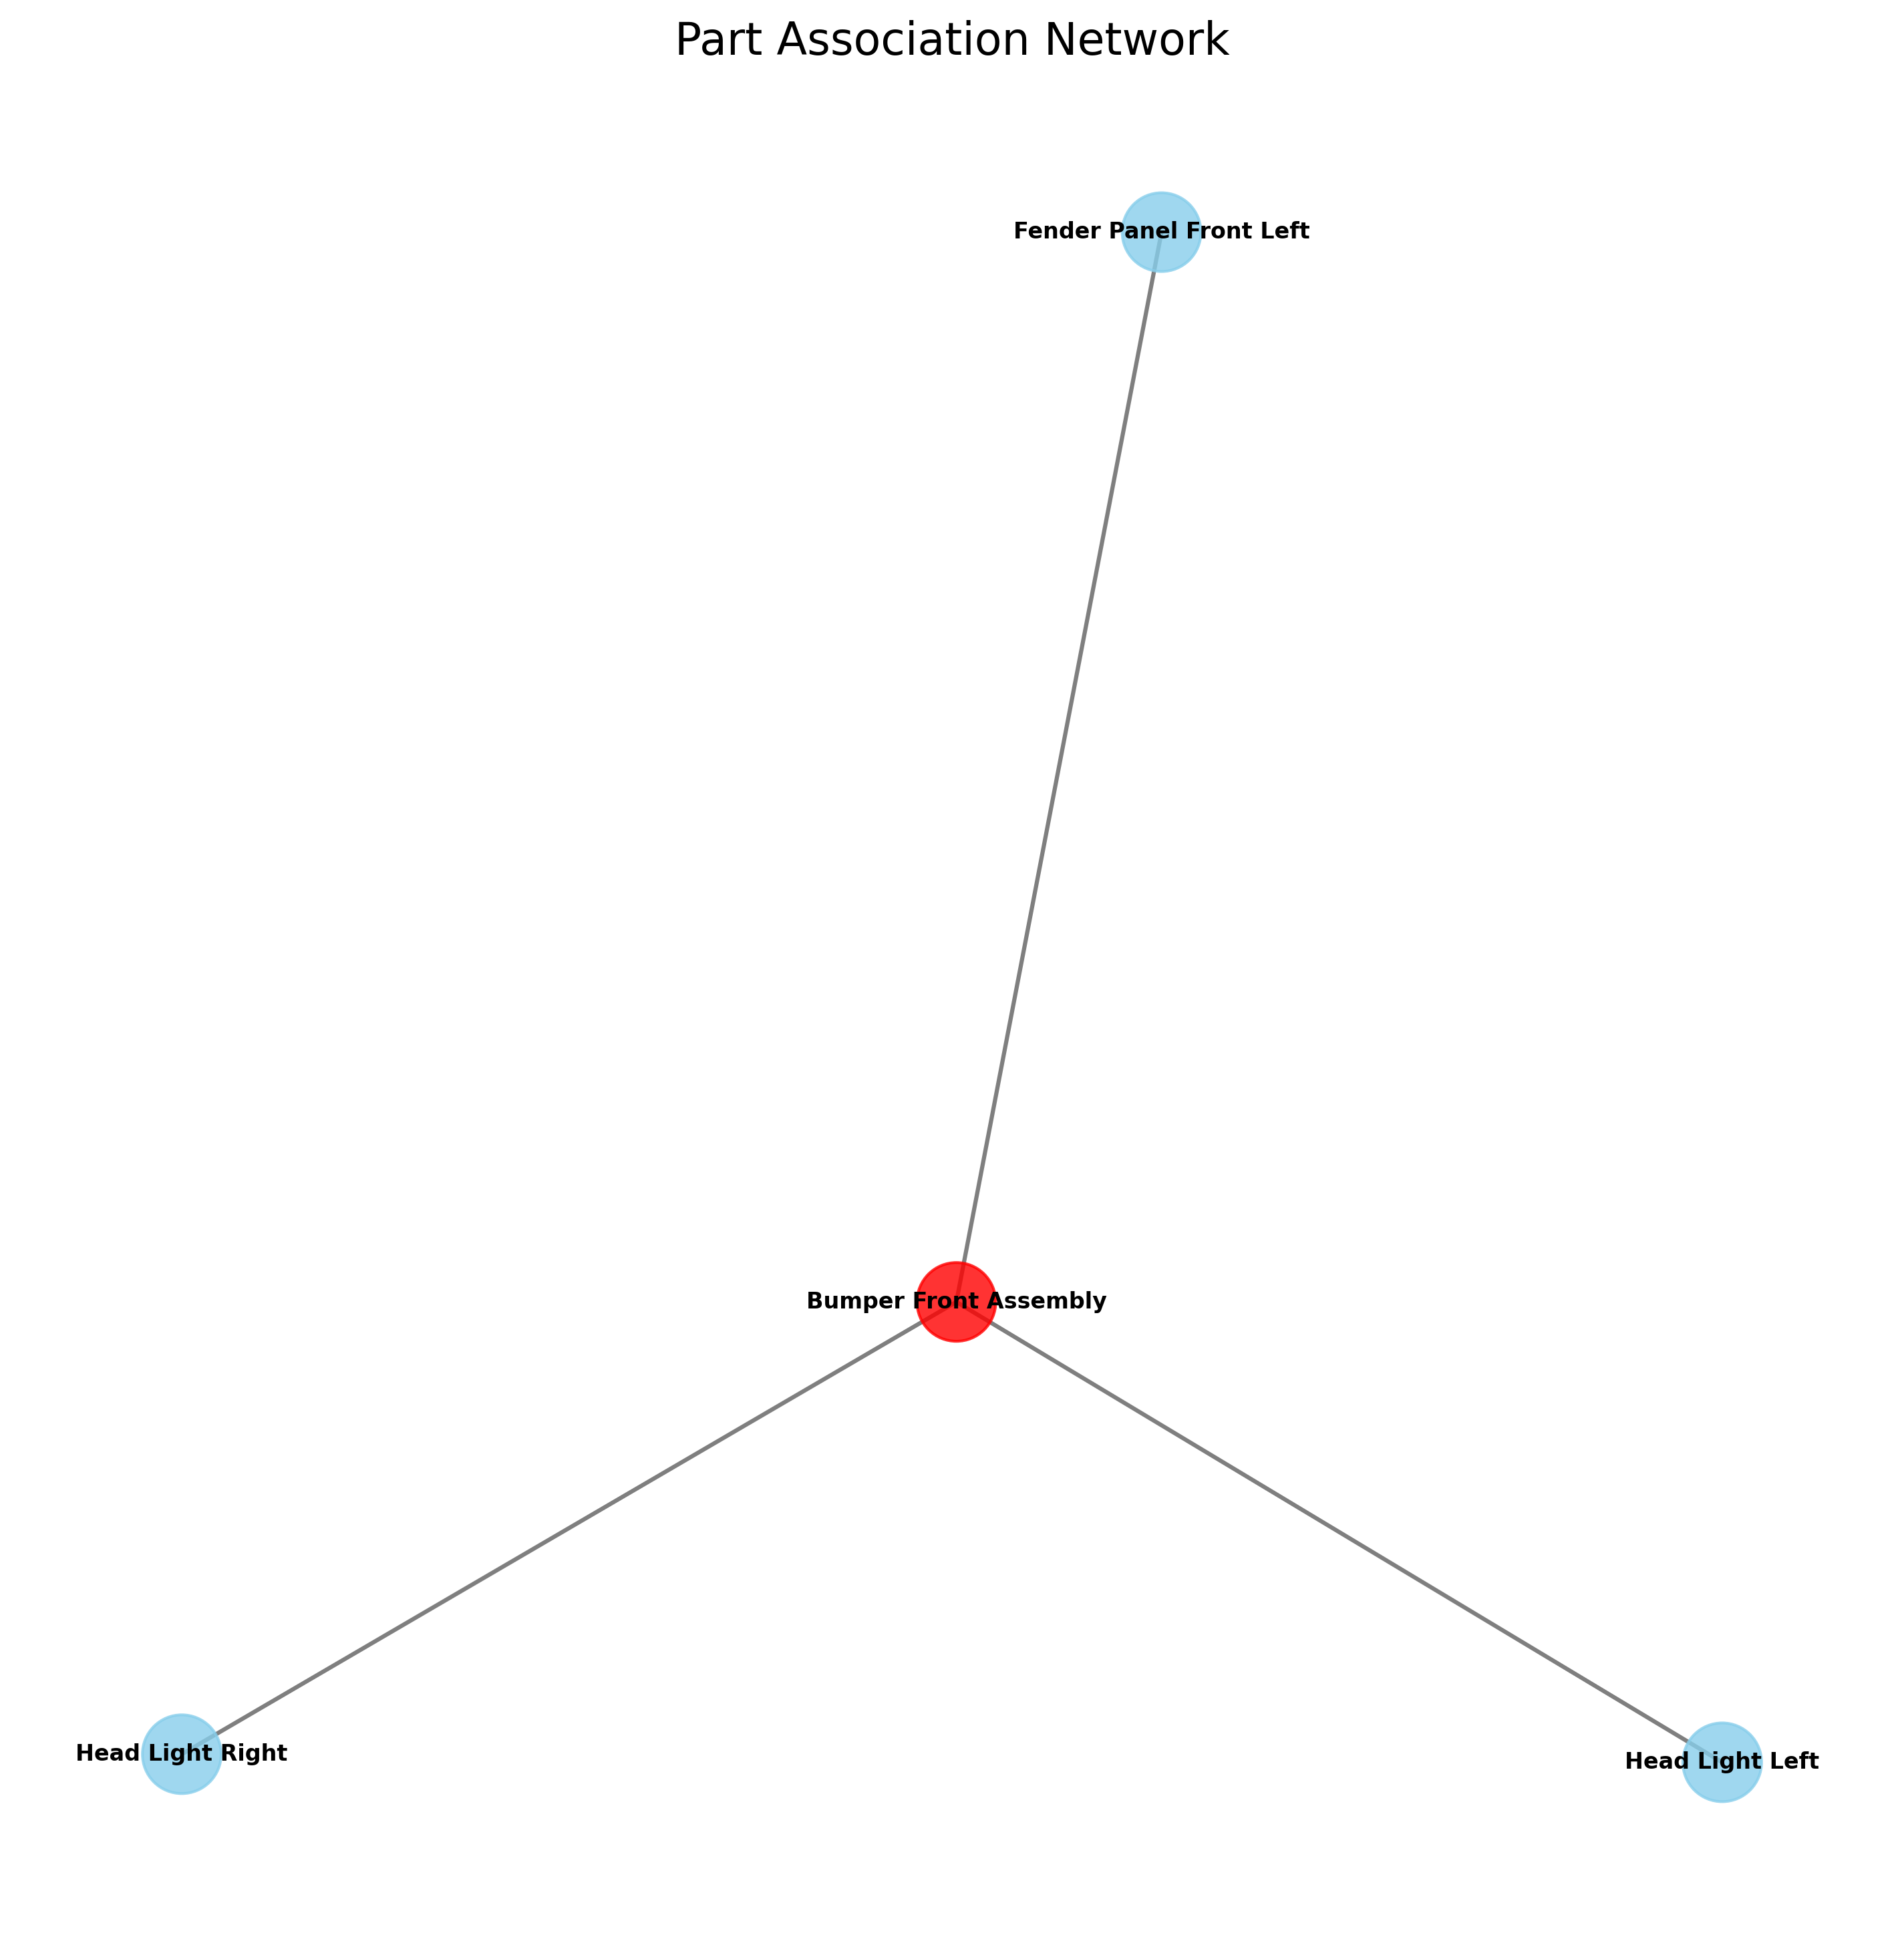 Part Association Network
Fender Panel Front Left
Bumper Front Assembly
Head Light Right
Head Light Left